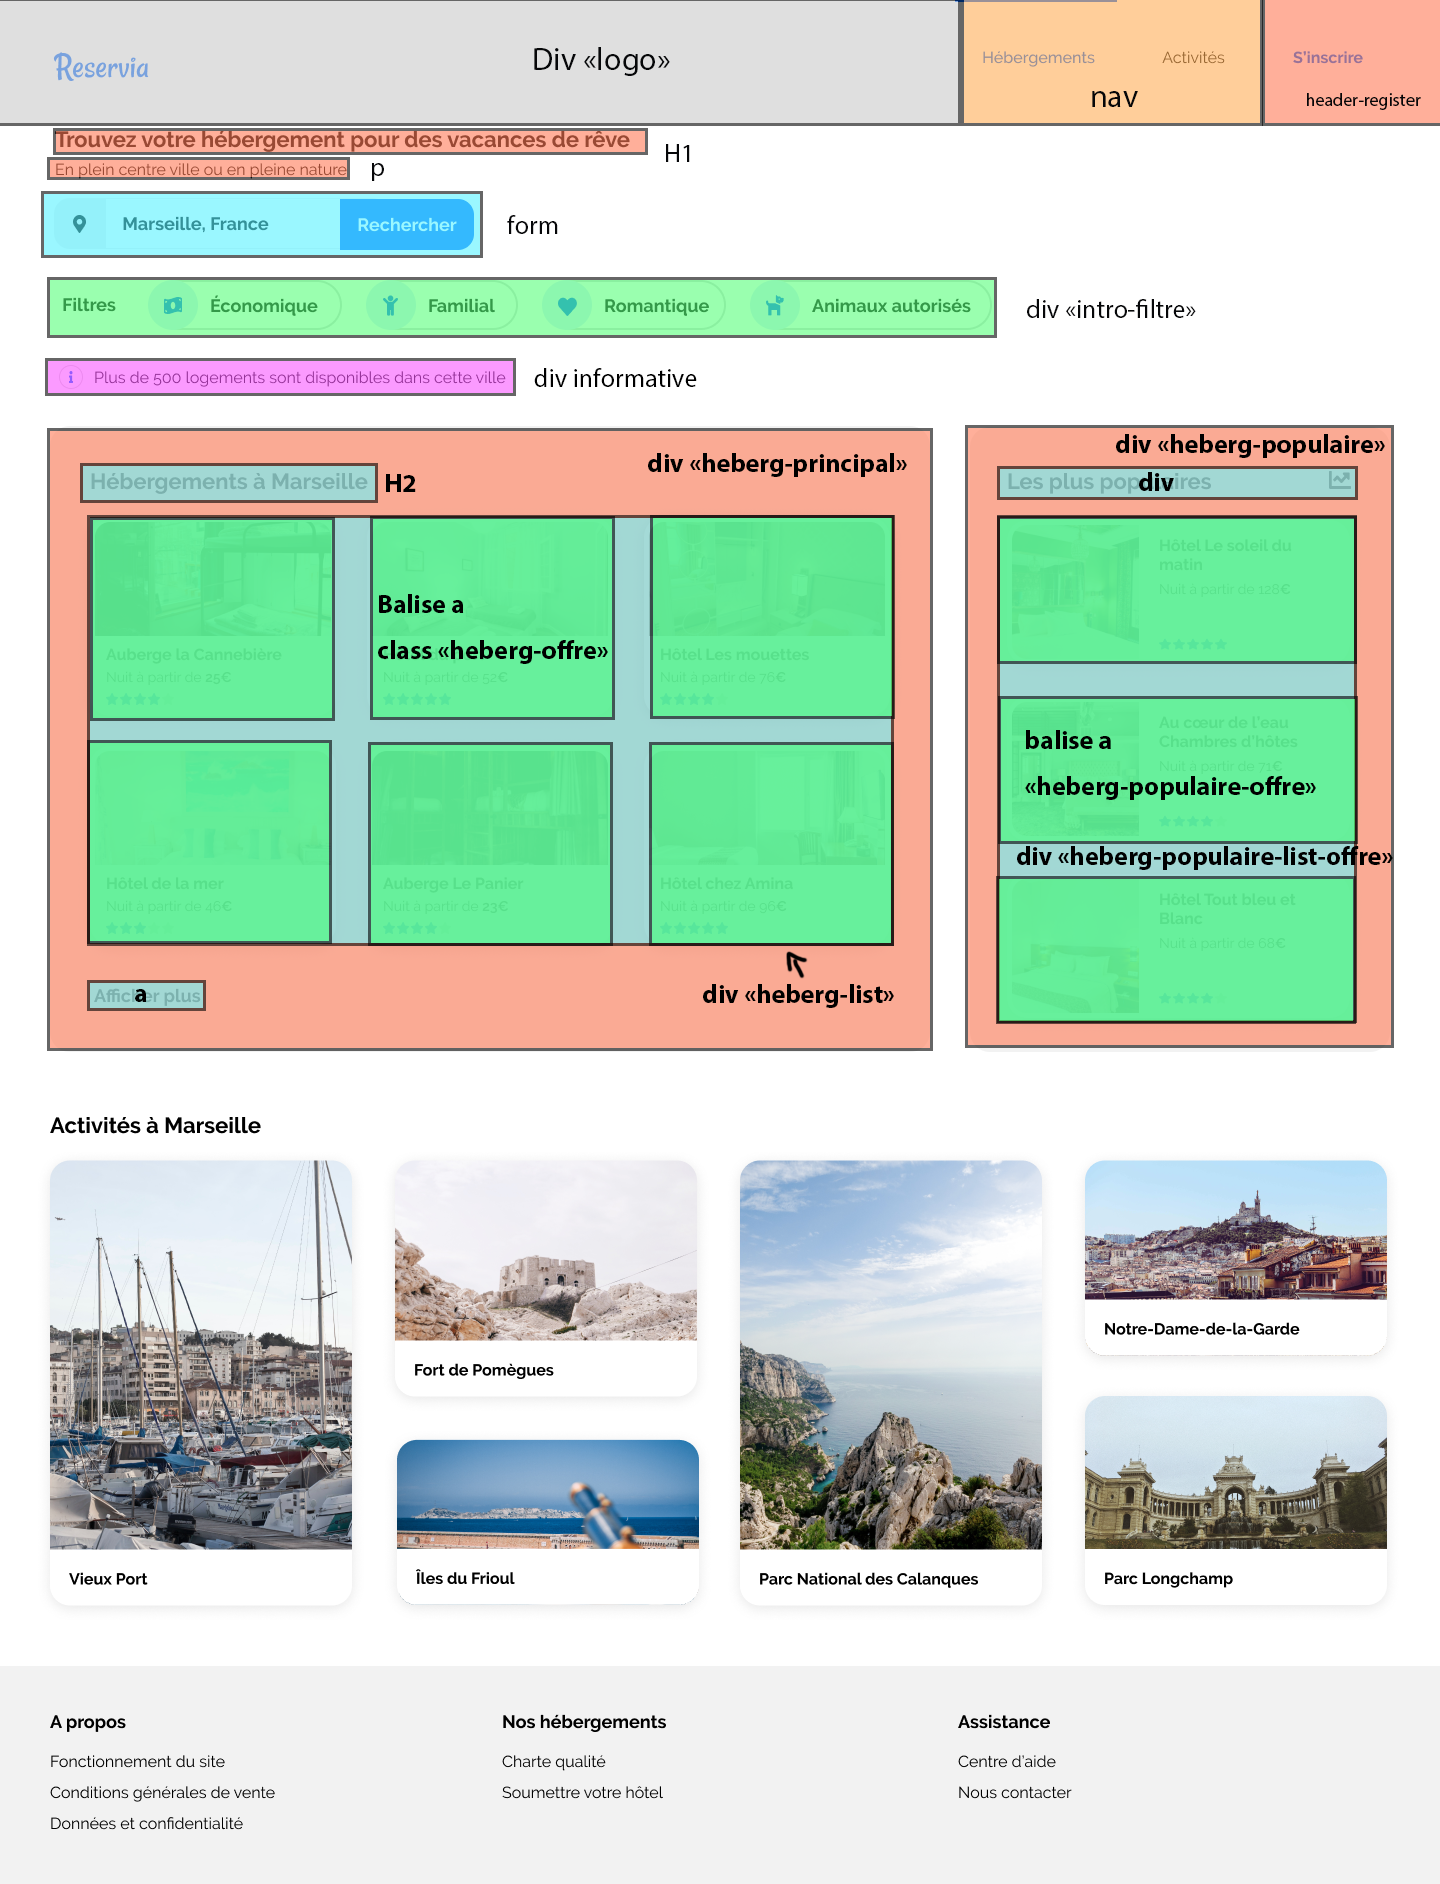 Reservia
Div «logo»
Hébergements
Activités
nav
S'inscrire
header-register
Trouvez votre hébergement pour des vacances de rêve
H1
En plein centre ville ou en pleine nature
p
Marseille, France
Rechercher
form
Filtres
Économique
Familial
Romantique
Animaux autorisés
div «intro-filtre»
Plus de 500 logements sont disponibles dans cette ville
div informative
div «heberg-principal»
Hébergements à Marseille
H2
Auberge la Cannebière
Nuit à partir de 25€
Balise a
class «heberg-offre»
Nuit à partir de 52€
Hôtel Les mouettes
Nuit à partir de 76€
Hôtel de la mer
Nuit à partir de 46€
Auberge Le Panier
Nuit à partir de 23€
Hôtel chez Amina
Nuit à partir de 96€
Afficher plus
a
div «heberg-list»
div «heberg-populaire»
Les plus populaires
div
Hôtel Le soleil du
matin
Nuit à partir de 128€
Au cœur de l'eau
Chambres d'hôtes
balise a
Nuit à partir de 71€
«heberg-populaire-offre»
div «heberg-populaire-list-offre»
Hôtel Tout bleu et
Blanc
Nuit à partir de 68€
Activités à Marseille
Vieux Port
Fort de Pomègues
Îles du Frioul
Parc National des Calanques
Notre-Dame-de-la-Garde
Parc Longchamp
A propos
Fonctionnement du site
Conditions générales de vente
Données et confidentialité
Nos hébergements
Charte qualité
Soumettre votre hôtel
Assistance
Centre d'aide
Nous contacter